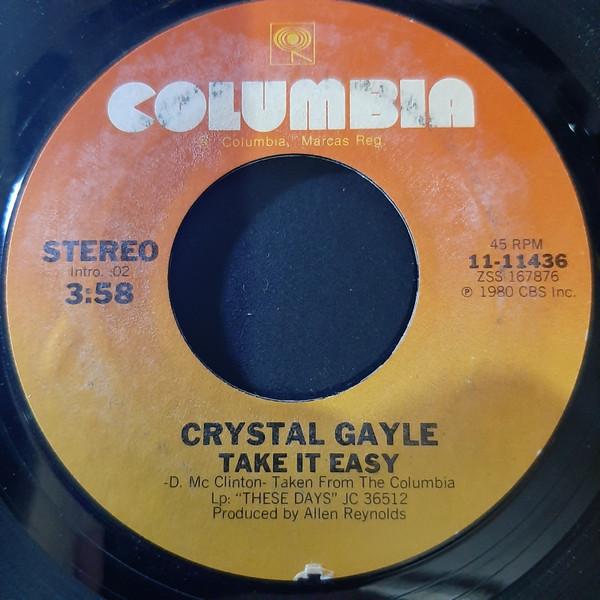 COLUMBIA
® "Columbia," Marcas Reg.
STEREO
Intro. :02
3:58
45 RPM
11-11436
ZSS 167876
℗ 1980 CBS Inc.
CRYSTAL GAYLE
TAKE IT EASY
-D. Mc Clinton- Taken From The Columbia
Lp: "THESE DAYS" JC 36512
Produced by Allen Reynolds